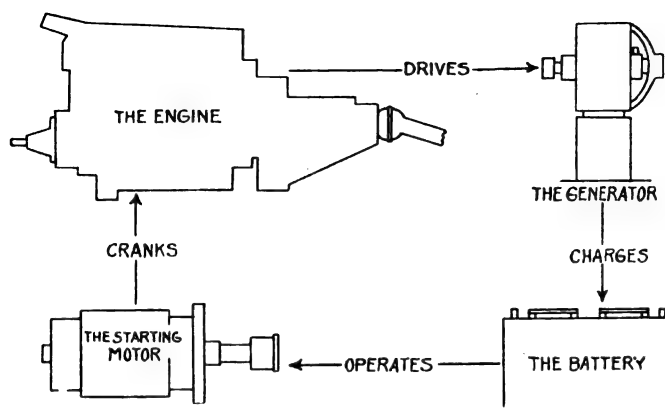 DRIVES
THE ENGINE
THE GENERATOR
CRANKS
CHARGES
THE STARTING
MOTOR
OPERATES
THE BATTERY